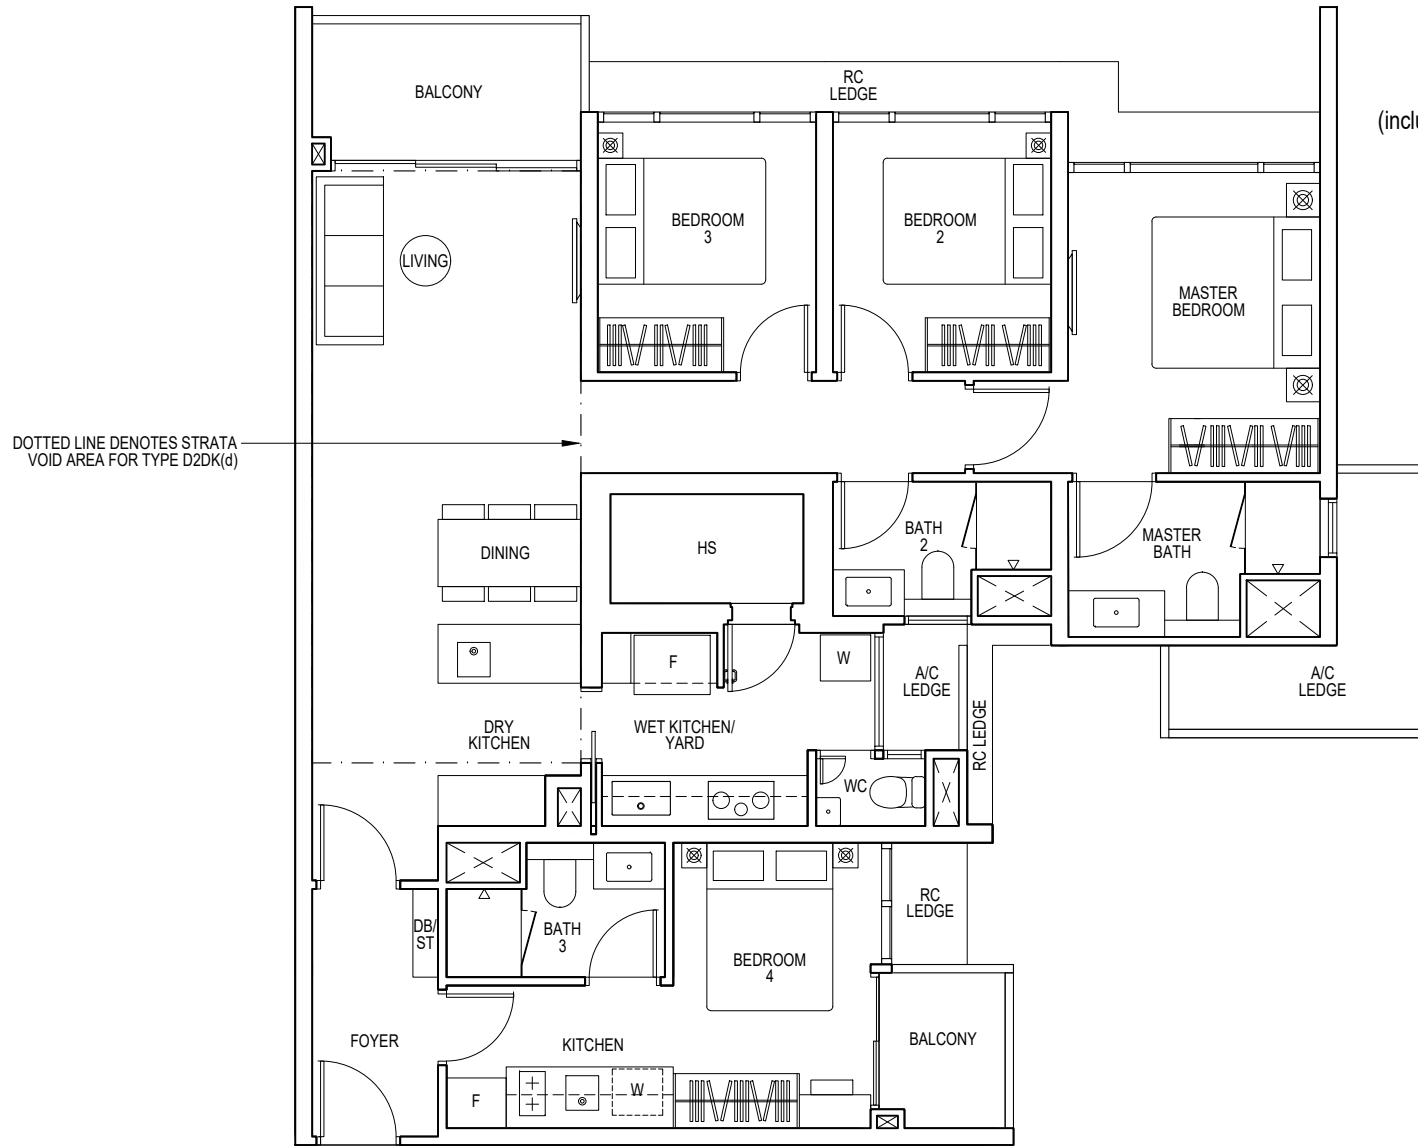 BALCONY
RC
LEDGE
(inclu
BEDROOM
3
BEDROOM
2
LIVING
MASTER
BEDROOM
DOTTED LINE DENOTES STRATA
VOID AREA FOR TYPE D2DK(d)
DINING
HS
BATH
2
MASTER
BATH
F
W
A/C
LEDGE
A/C
LEDGE
DRY
KITCHEN
WET KITCHEN/
YARD
RC LEDGE
WC
DB/
ST
BATH
3
BEDROOM
4
RC
LEDGE
FOYER
KITCHEN
BALCONY
F
W